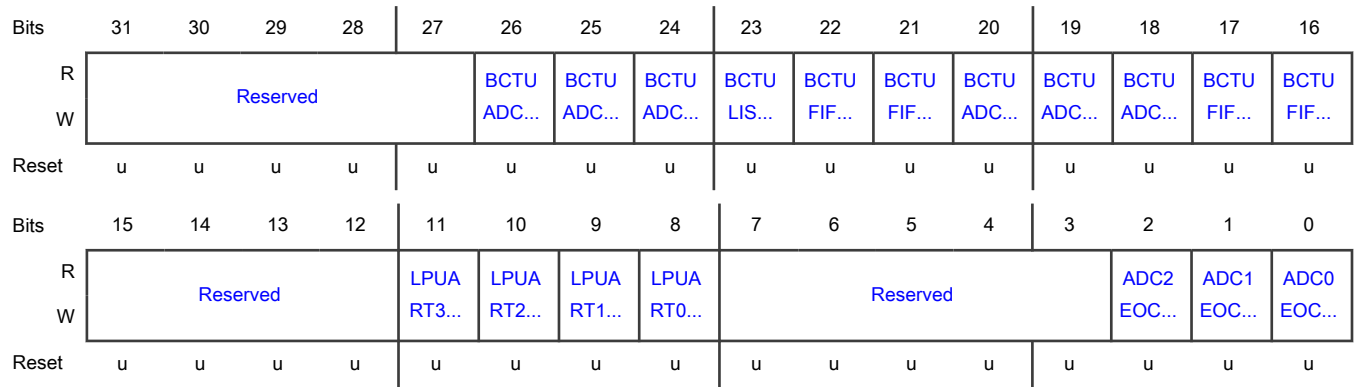 Bits 31 30 29 28 27 26 25 24 23 22 21 20 19 18 17 16
R Reserved BCTU BCTU BCTU BCTU BCTU BCTU BCTU BCTU BCTU BCTU BCTU
W ADC... ADC... ADC... LIS... FIF... FIF... ADC... ADC... ADC... FIF... FIF...
Reset u u u u u u u u u u u u u u u u
Bits 15 14 13 12 11 10 9 8 7 6 5 4 3 2 1 0
R Reserved LPUA LPUA LPUA LPUA Reserved ADC2 ADC1 ADC0
W RT3... RT2... RT1... RT0... EOC... EOC... EOC...
Reset u u u u u u u u u u u u u u u u